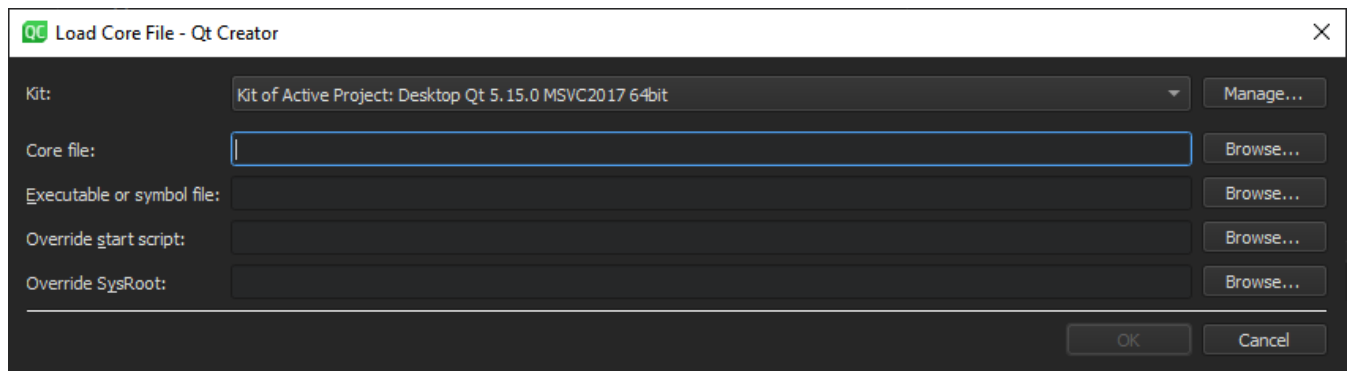 QC Load Core File - Qt Creator
Kit: Kit of Active Project: Desktop Qt 5.15.0 MSVC2017 64bit Manage...
Core file: Browse...
Executable or symbol file: Browse...
Override start script: Browse...
Override SysRoot: Browse...
OK Cancel